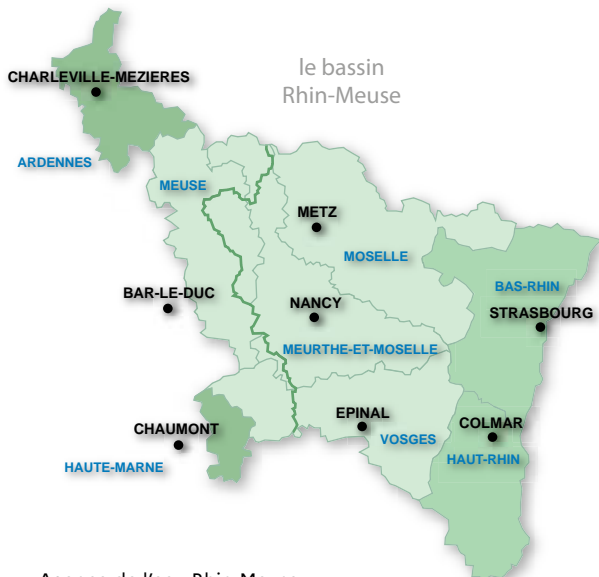 le bassin
Rhin-Meuse
CHARLEVILLE-MEZIERES
ARDENNES
MEUSE
METZ
MOSELLE
BAS-RHIN
BAR-LE-DUC
NANCY
STRASBOURG
MEURTHE-ET-MOSELLE
EPINAL
CHAUMONT
VOSGES
COLMAR
HAUTE-MARNE
HAUT-RHIN